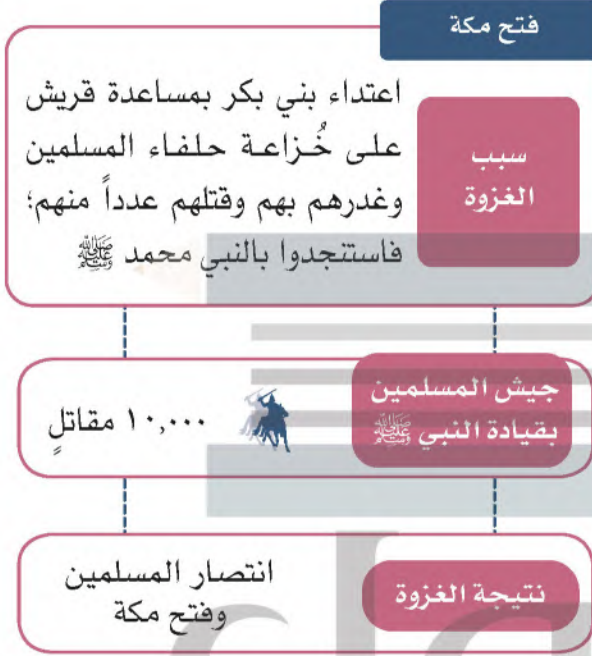 فتح مكة
سبب
الغزوة
اعتداء بني بكر بمساعدة قريش
على خُزاعة حلفاء المسلمين
وغدرهم بهم وقتلهم عدداً منهم؛
فاستنجدوا بالنبي محمد ﷺ
جيش المسلمين
بقيادة النبي ﷺ
١٠,٠٠٠ مقاتلٍ
نتيجة الغزوة
انتصار المسلمين
وفتح مكة